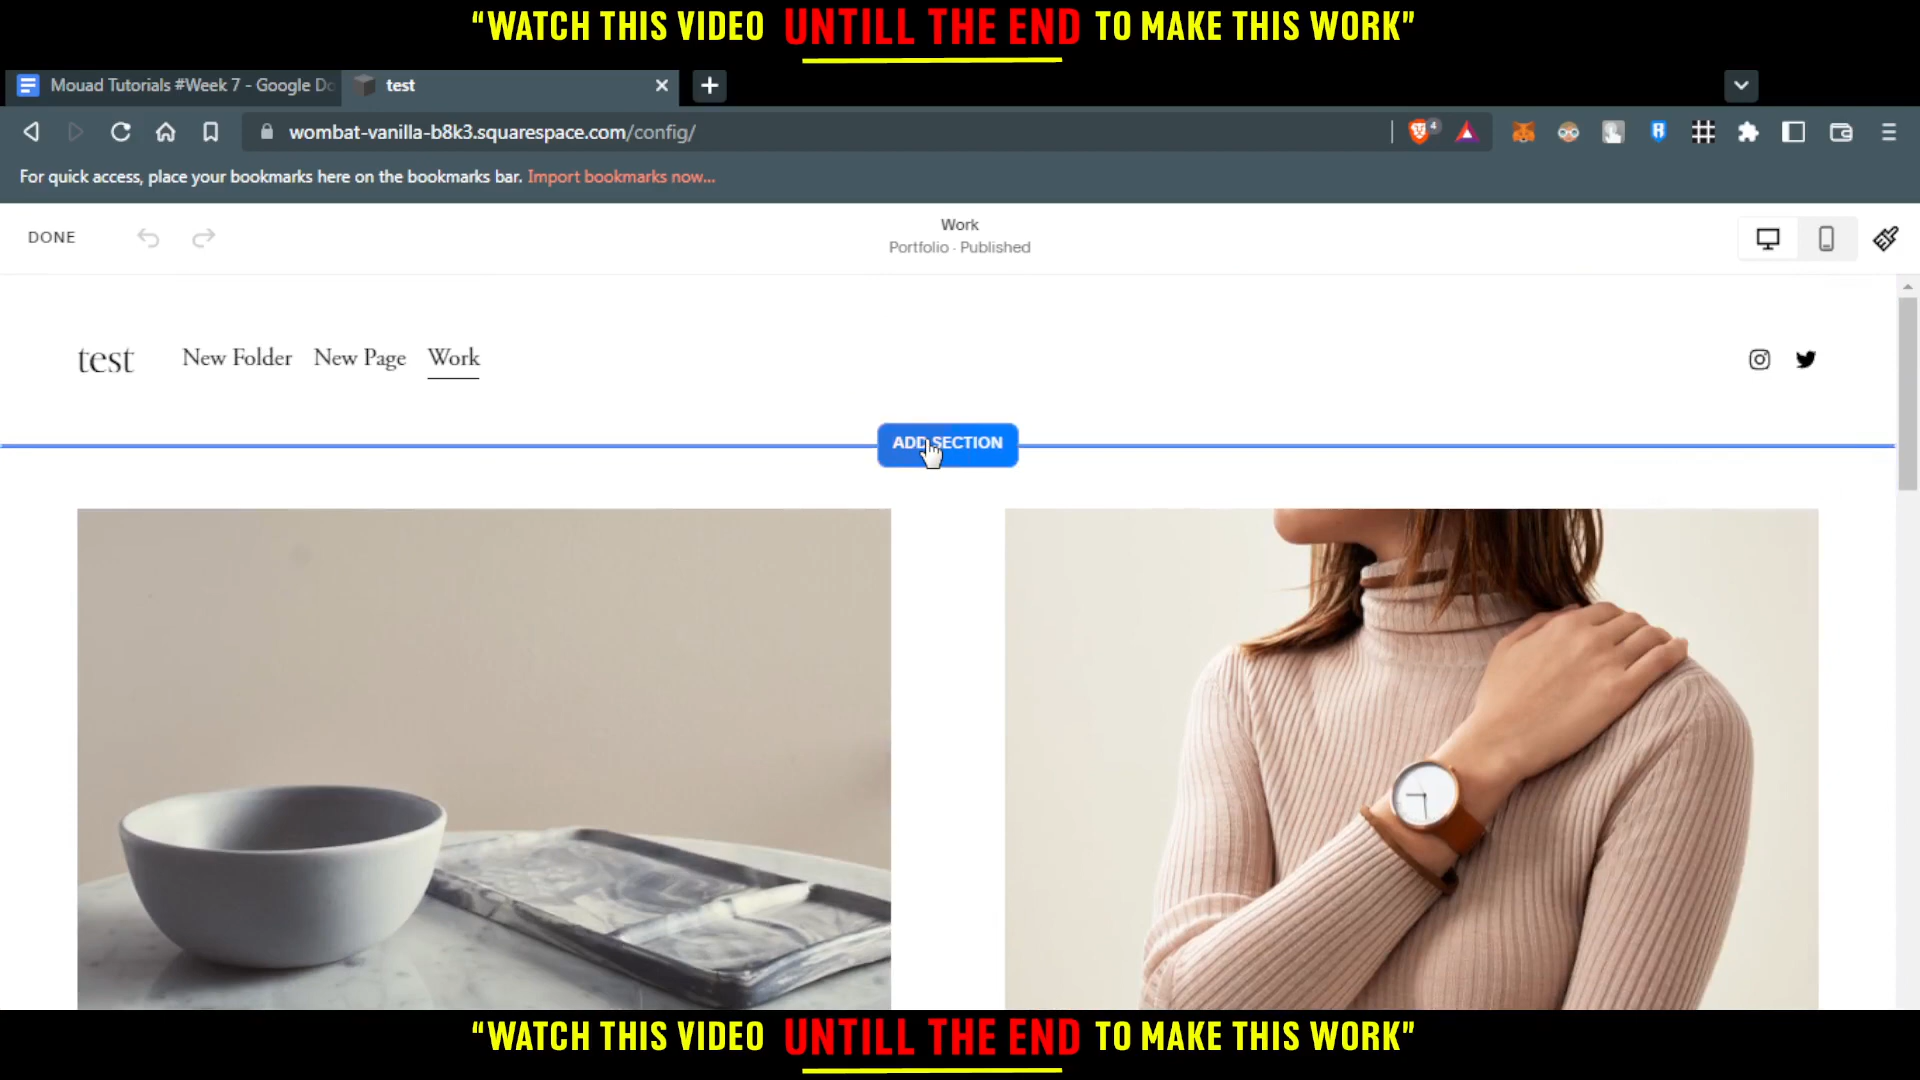 “WATCH THIS VIDEO UNTILL THE END TO MAKE THIS WORK”
Mouad Tutorials #Week 7 - Google Do
test
wombat-vanilla-b8k3.squarespace.com/config/
4
For quick access, place your bookmarks here on the bookmarks bar. Import bookmarks now...
DONE
Work
Portfolio · Published
test New Folder New Page Work
ADD SECTION
“WATCH THIS VIDEO UNTILL THE END TO MAKE THIS WORK”